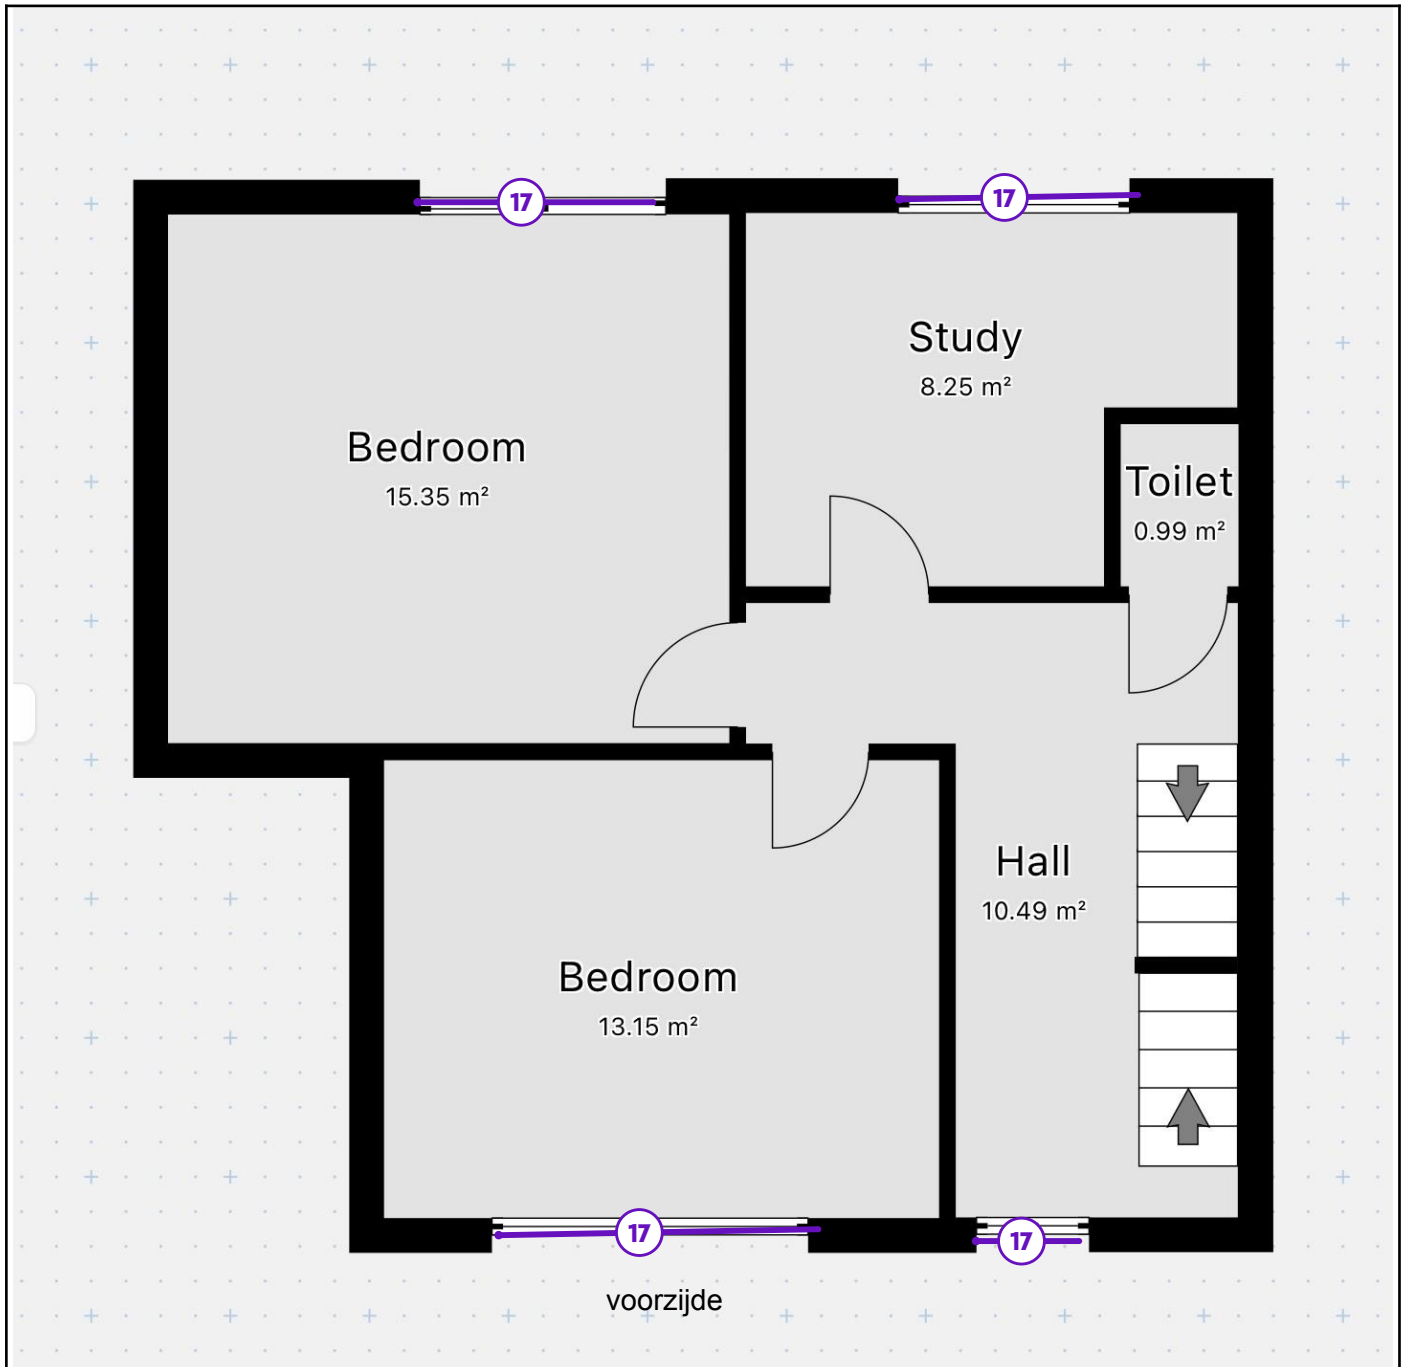 17
17
Study
8.25 m²
Bedroom
15.35 m²
Toilet
0.99 m²
Hall
10.49 m²
Bedroom
13.15 m²
17
17
voorzijde